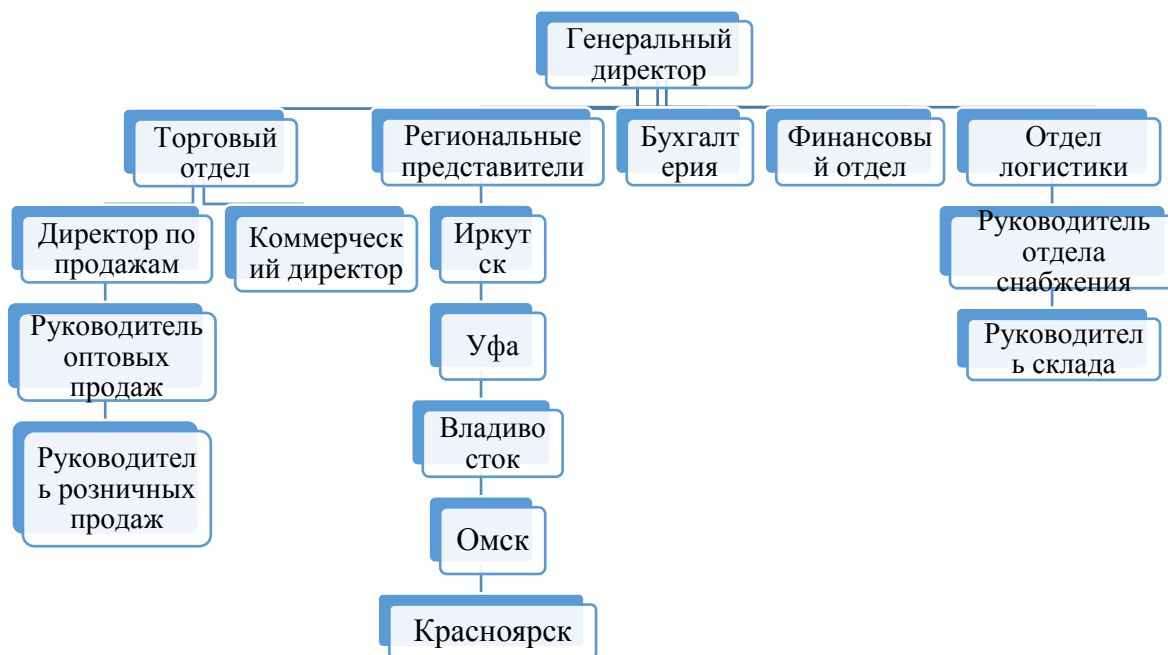 Генеральный
директор
Торговый
отдел
Региональные
представители
Бухгалт
ерия
Финансовы
й отдел
Отдел
логистики
Директор по
продажам
Коммерческ
ий директор
Иркут
ск
Руководитель
отдела
снабжения
Руководитель
оптовых
продаж
Уфа
Руководител
ь склада
Руководител
ь розничных
продаж
Владиво
сток
Омск
Красноярск